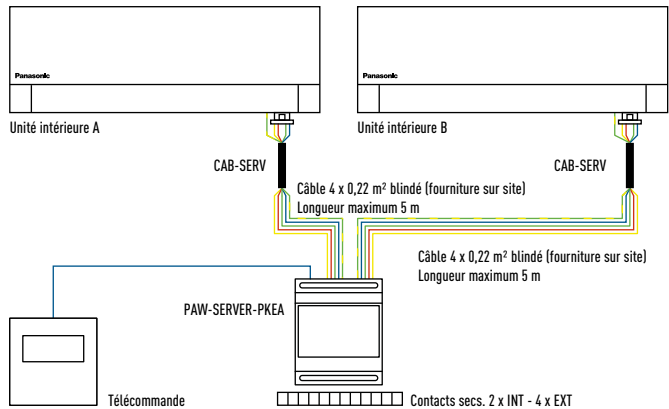 Panasonic
Panasonic
Unité intérieure A
Unité intérieure B
CAB-SERV
CAB-SERV
Câble 4 x 0,22 m² blindé (fourniture sur site)
Longueur maximum 5 m
Câble 4 x 0,22 m² blindé (fourniture sur site)
Longueur maximum 5 m
PAW-SERVER-PKEA
Télécommande
Contacts secs. 2 x INT - 4 x EXT